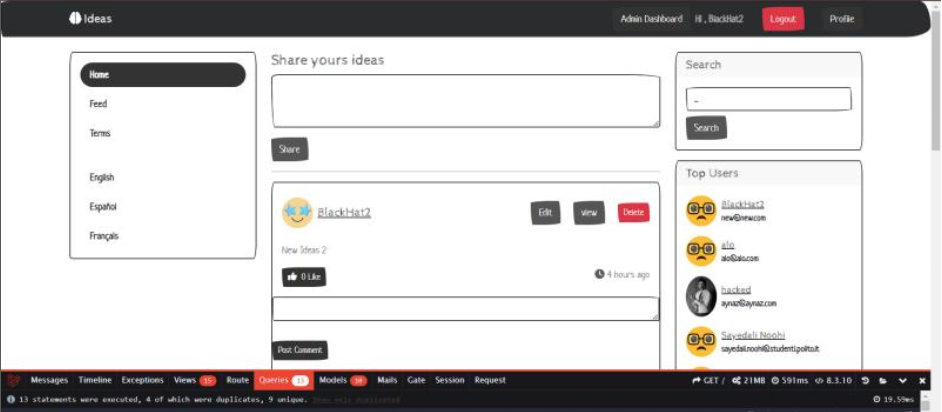 Ideas
Admin Dashboard Hi , BlackHat2 Logout Profile
Home
Feed
Terms
English
Español
Français
Share yours ideas
Share
BlackHat2
Edit view Delete
New Ideas 2
0 Like
4 hours ago
Post Comment
Search
Search
Top Users
BlackHat2
new@new.com
alo
alo@alo.com
hacked
aynaz@aynaz.com
Sayedali Noohi
sayedali.noohi@studenti.polito.it
Messages Timeline Exceptions Views 15 Route Queries 13 Models 10 Mails Gate Session Request
GET / 21MB 591ms 8.3.10
13 statements were executed, 4 of which were duplicates, 9 unique. Show only duplicated
19.59ms